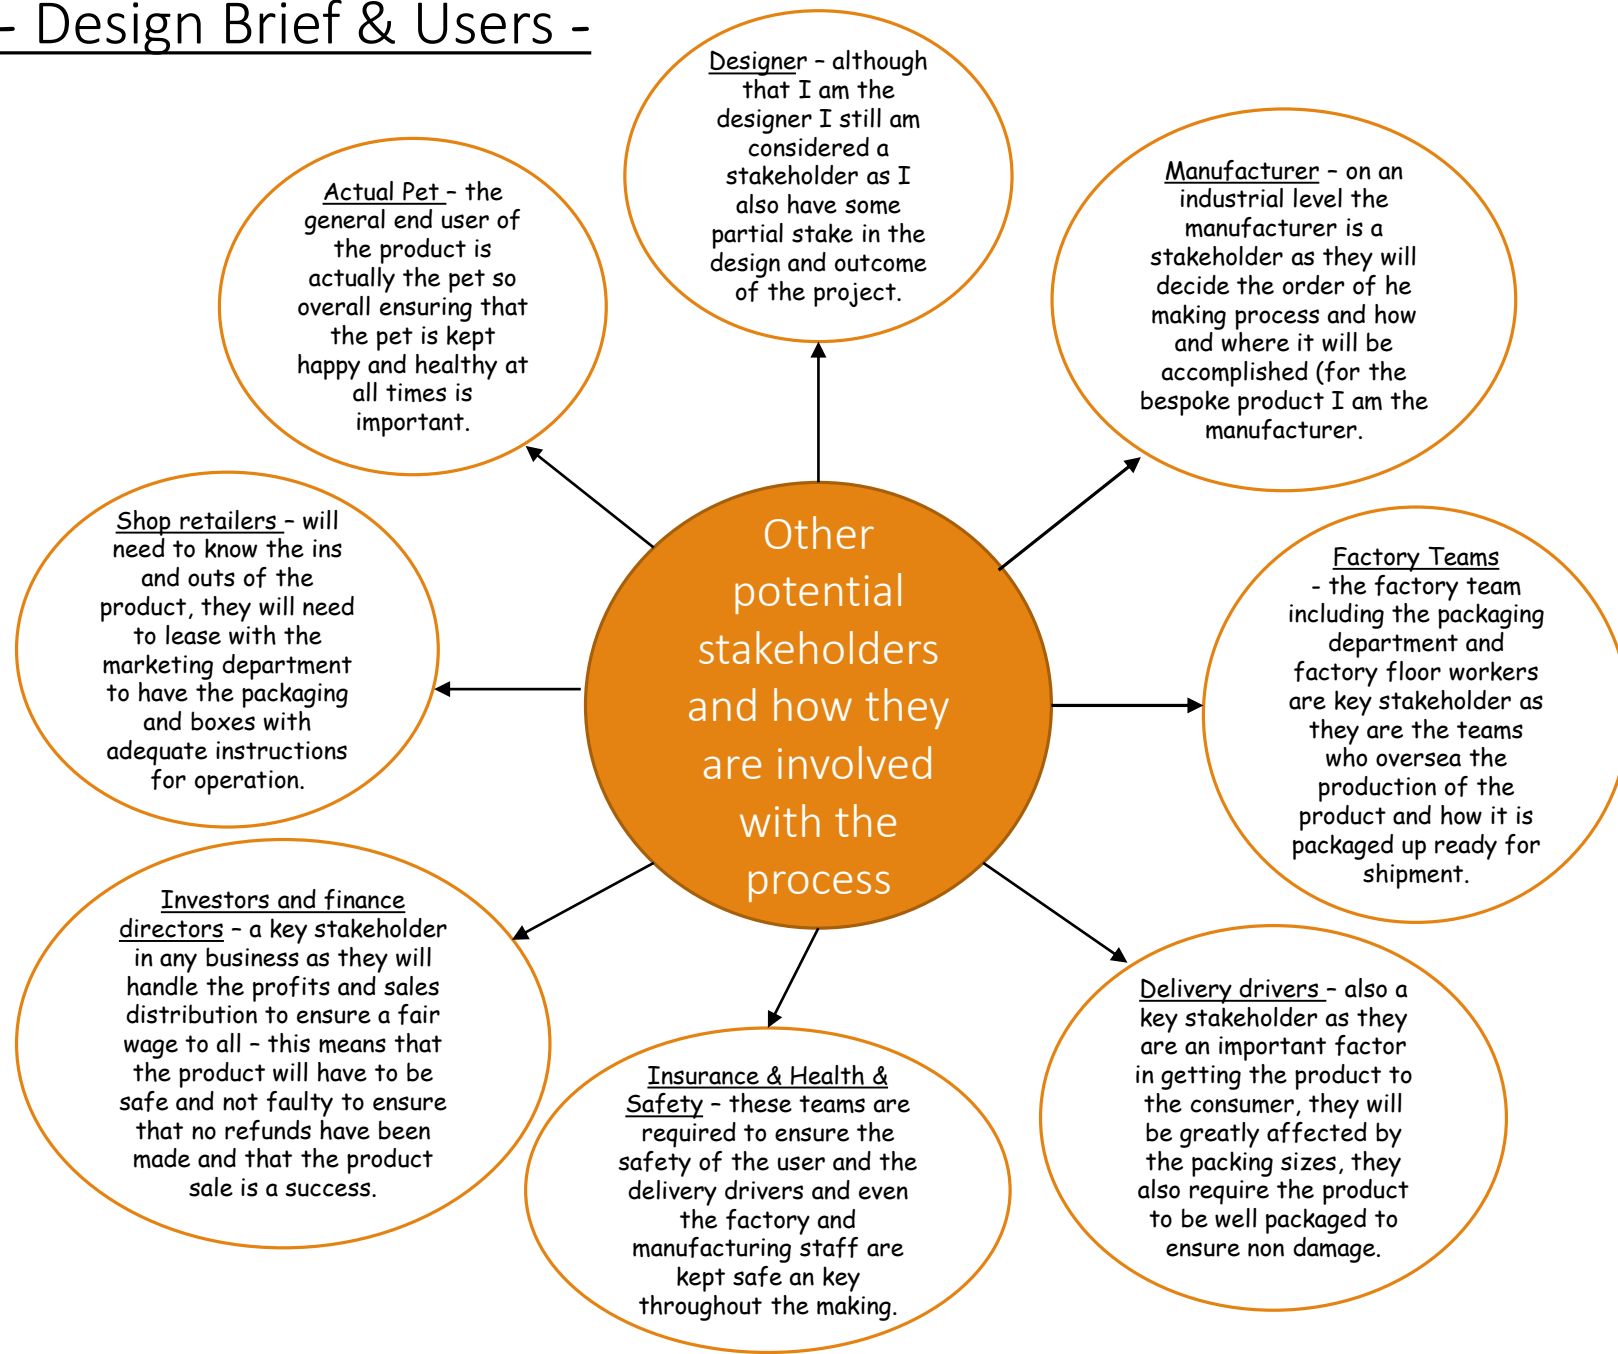 - Design Brief & Users -
Designer – although
that I am the
designer I still am
considered a
stakeholder as I
also have some
partial stake in the
design and outcome
of the project.
Actual Pet – the
general end user of
the product is
actually the pet so
overall ensuring that
the pet is kept
happy and healthy at
all times is
important.
Manufacturer – on an
industrial level the
manufacturer is a
stakeholder as they will
decide the order of he
making process and how
and where it will be
accomplished (for the
bespoke product I am the
manufacturer.
Shop retailers – will
need to know the ins
and outs of the
product, they will need
to lease with the
marketing department
to have the packaging
and boxes with
adequate instructions
for operation.
Other
potential
stakeholders
and how they
are involved
with the
process
Factory Teams
- the factory team
including the packaging
department and
factory floor workers
are key stakeholder as
they are the teams
who oversea the
production of the
product and how it is
packaged up ready for
shipment.
Investors and finance
directors – a key stakeholder
in any business as they will
handle the profits and sales
distribution to ensure a fair
wage to all – this means that
the product will have to be
safe and not faulty to ensure
that no refunds have been
made and that the product
sale is a success.
Insurance & Health &
Safety – these teams are
required to ensure the
safety of the user and the
delivery drivers and even
the factory and
manufacturing staff are
kept safe an key
throughout the making.
Delivery drivers – also a
key stakeholder as they
are an important factor
in getting the product to
the consumer, they will
be greatly affected by
the packing sizes, they
also require the product
to be well packaged to
ensure non damage.